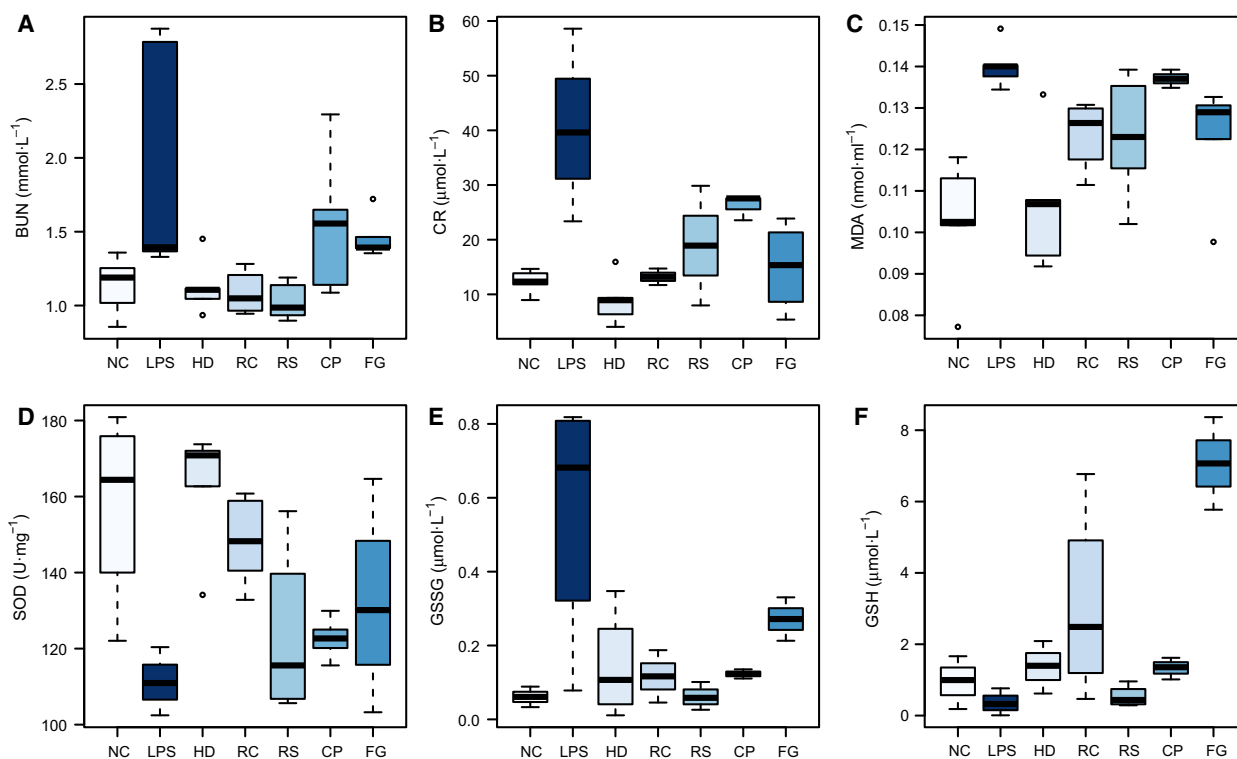 A
BUN (mmol·L⁻¹)
2.5
2.0
1.5
1.0
NC LPS HD RC RS CP FG
B
CR (μmol·L⁻¹)
60
50
40
30
20
10
NC LPS HD RC RS CP FG
C
MDA (nmol·ml⁻¹)
0.15
0.14
0.13
0.12
0.11
0.10
0.09
0.08
NC LPS HD RC RS CP FG
D
SOD (U·mg⁻¹)
180
160
140
120
100
NC LPS HD RC RS CP FG
E
GSSG (μmol·L⁻¹)
0.8
0.6
0.4
0.2
0.0
NC LPS HD RC RS CP FG
F
GSH (μmol·L⁻¹)
8
6
4
2
0
NC LPS HD RC RS CP FG